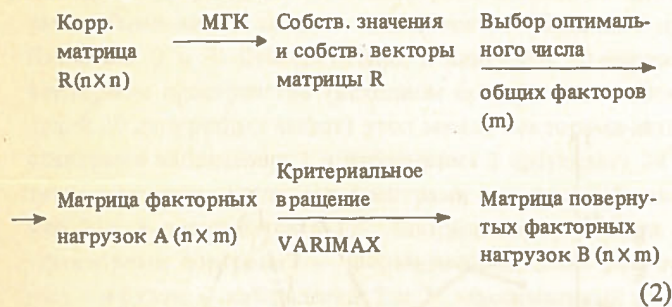 Корр.
матрица
R(n×n)
МГК
Собств. значения
и собств. векторы
матрицы R
Выбор оптималь-
ного числа
общих факторов
(m)
Матрица факторных
нагрузок A (n×m)
Критериальное
вращение
VARIMAX
Матрица поверну-
тых факторных
нагрузок B (n×m)
(2)